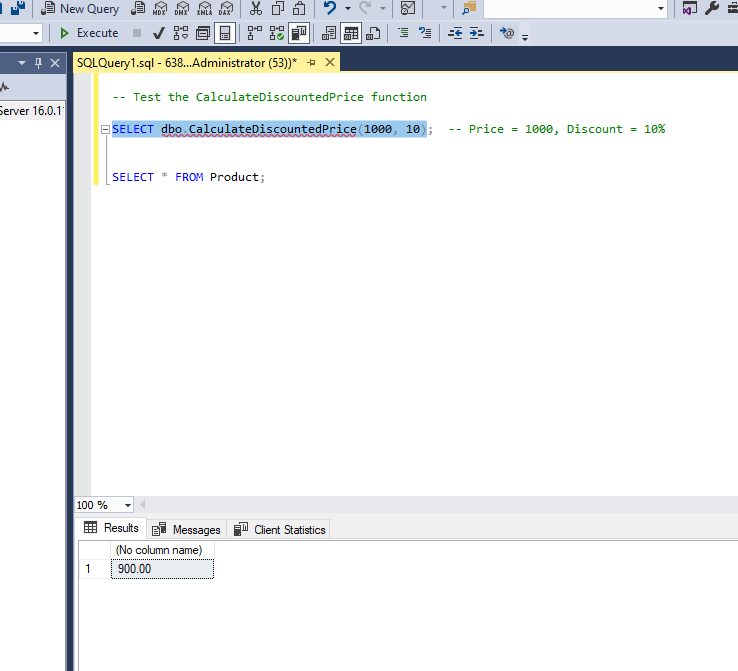 New Query
MDX
DMX
XMLA
DAX
Execute
SQLQuery1.sql - 638...Administrator (53))*
Server 16.0.1
-- Test the CalculateDiscountedPrice function
SELECT dbo.CalculateDiscountedPrice(1000, 10);  -- Price = 1000, Discount = 10%
SELECT * FROM Product;
100 %
Results
Messages
Client Statistics
(No column name)
1
900.00